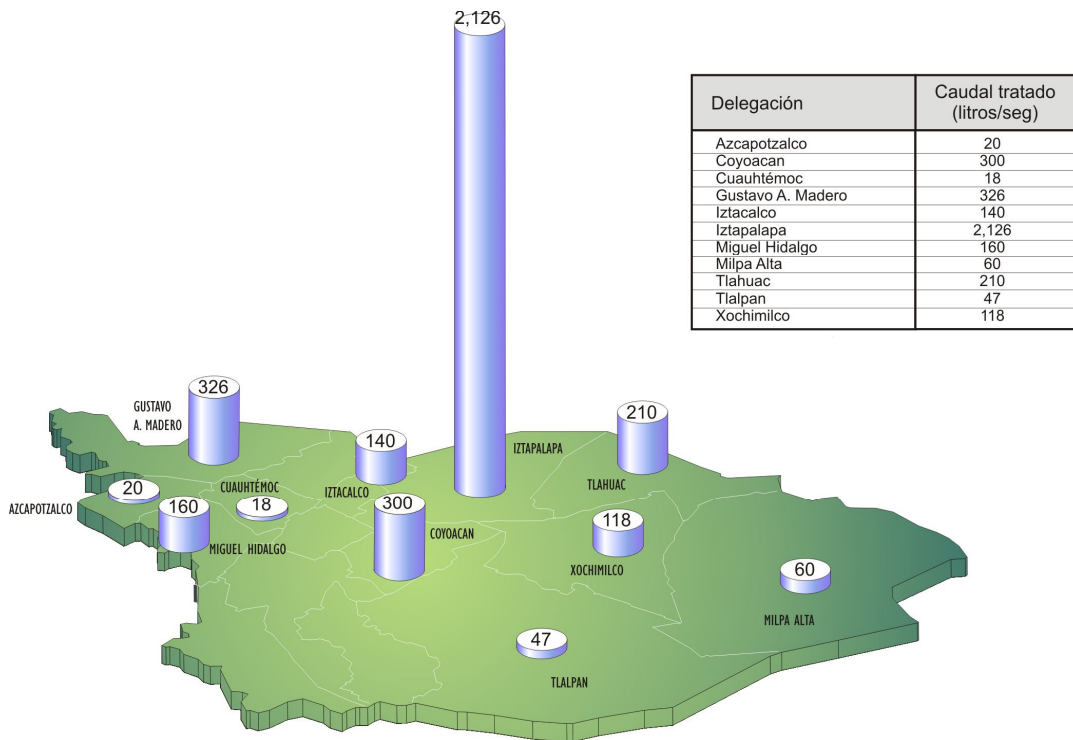 2,126
Delegación Caudal tratado
(litros/seg)
Azcapotzalco 20
Coyoacan 300
Cuauhtémoc 18
Gustavo A. Madero 326
Iztacalco 140
Iztapalapa 2,126
Miguel Hidalgo 160
Milpa Alta 60
Tlahuac 210
Tlalpan 47
Xochimilco 118
326
GUSTAVO
A. MADERO
210
140
IZTAPALAPA
TLAHUAC
20
CUAUHTÉMOC
IZTACALCO
AZCAPOTZALCO
160
18
300
COYOACAN
118
MIGUEL HIDALGO
XOCHIMILCO
60
MILPA ALTA
47
TLALPAN